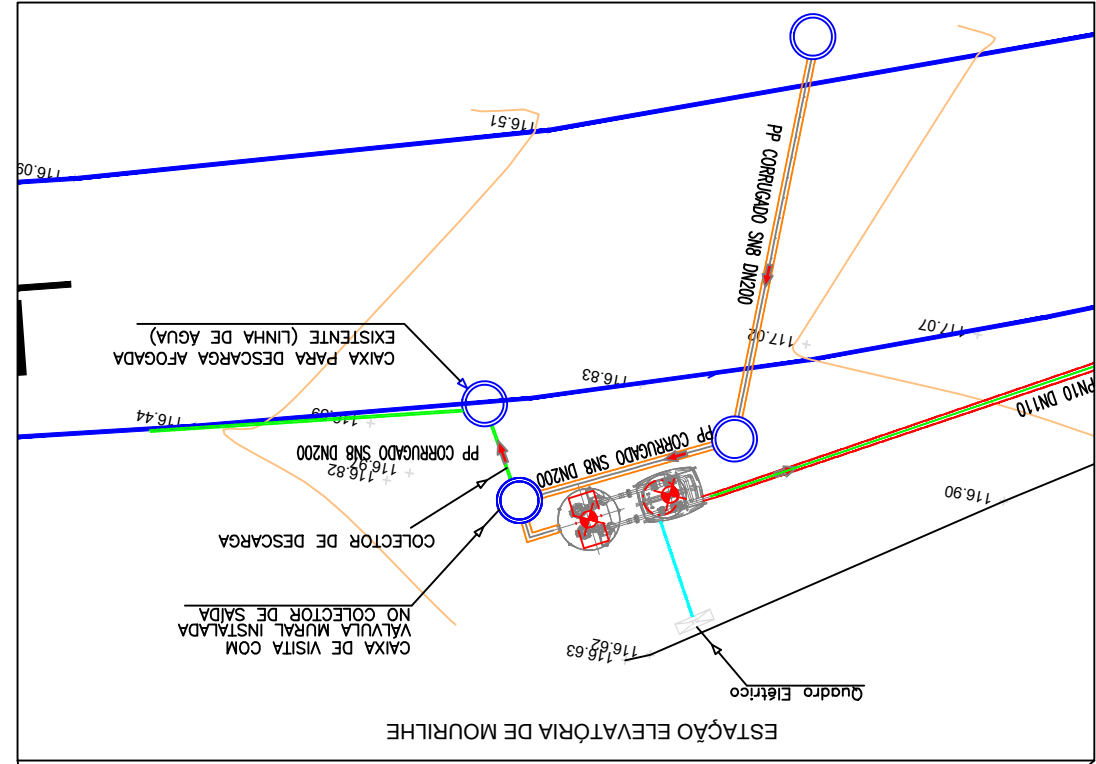 ESTAÇÃO ELEVATÓRIA DE MOURILHE
Quadro Elétrico
116.63
116.62
CAIXA DE VISITA COM
VÁLVULA MURAL INSTALADA
NO COLECTOR DE SAÍDA
COLECTOR DE DESCARGA
116.90
116.82
116.97
PP CORRUGADO SN8 DN200
PP CORRUGADO SN8 DN200
PN10 DN110
116.44
116.83
CAIXA PARA DESCARGA AFOGADA
EXISTENTE (LINHA DE ÁGUA)
117.02
117.07
PP CORRUGADO SN8 DN200
116.09
116.51